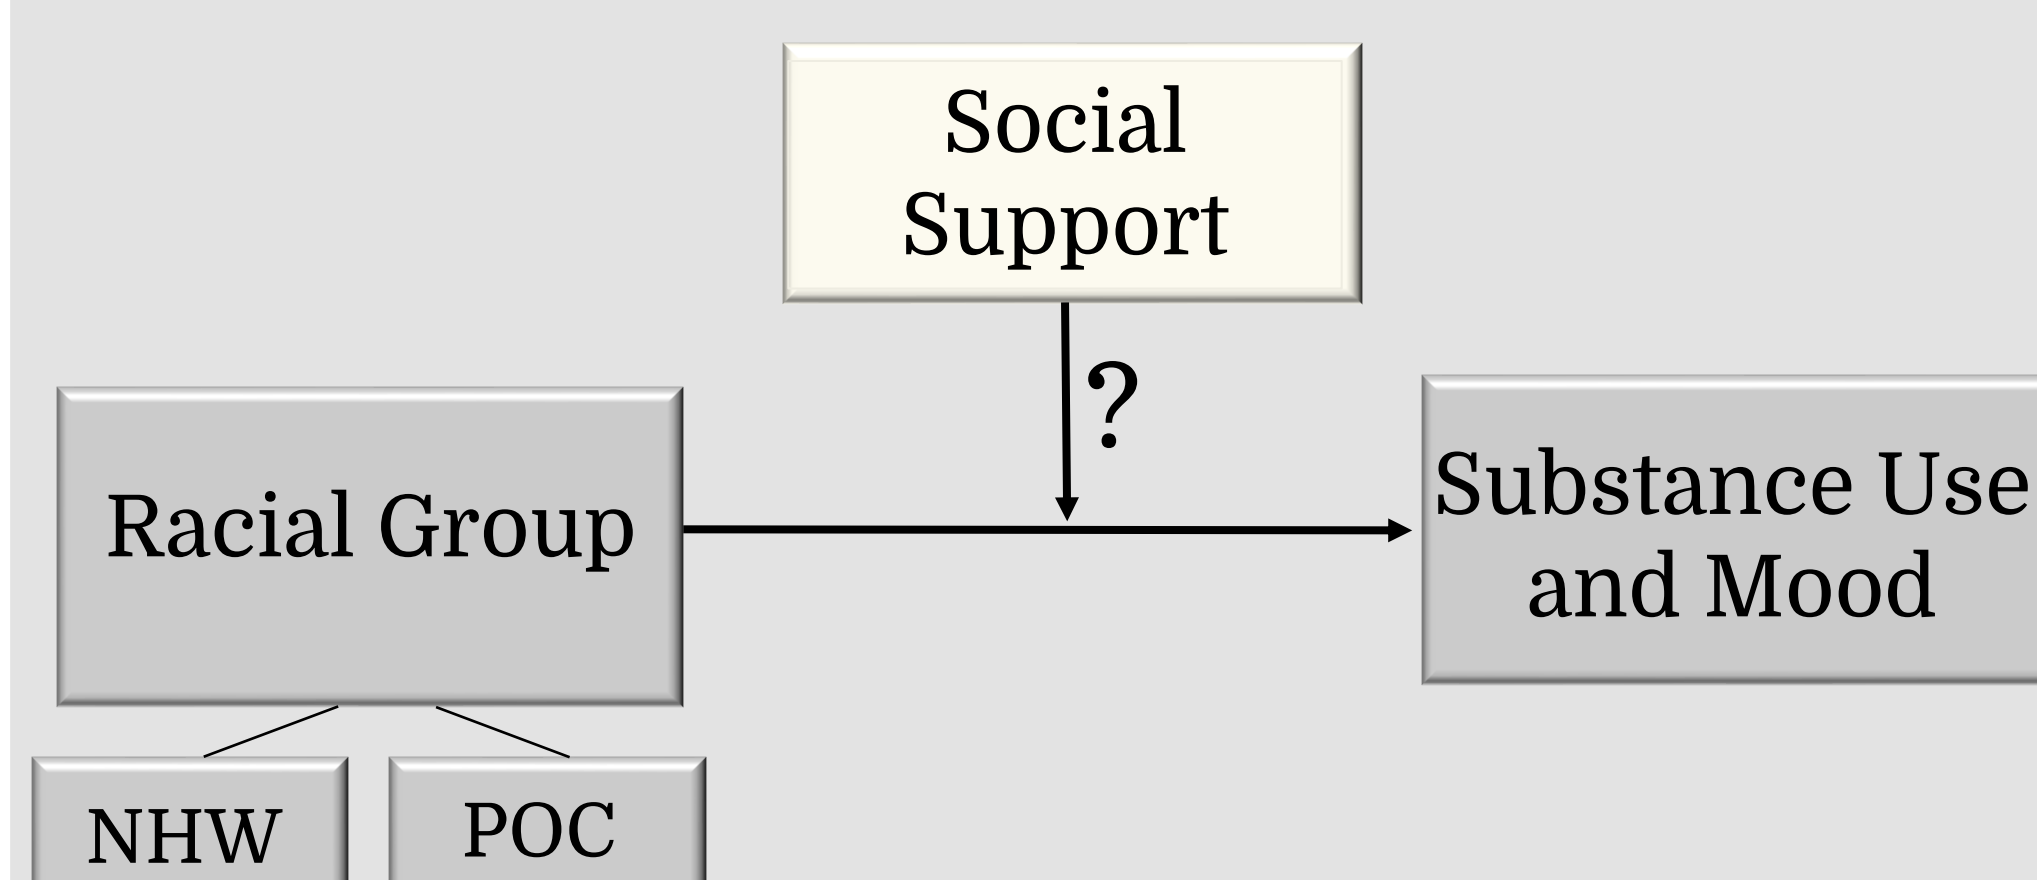 Social
Support
?
Racial Group
Substance Use
and Mood
NHW
POC